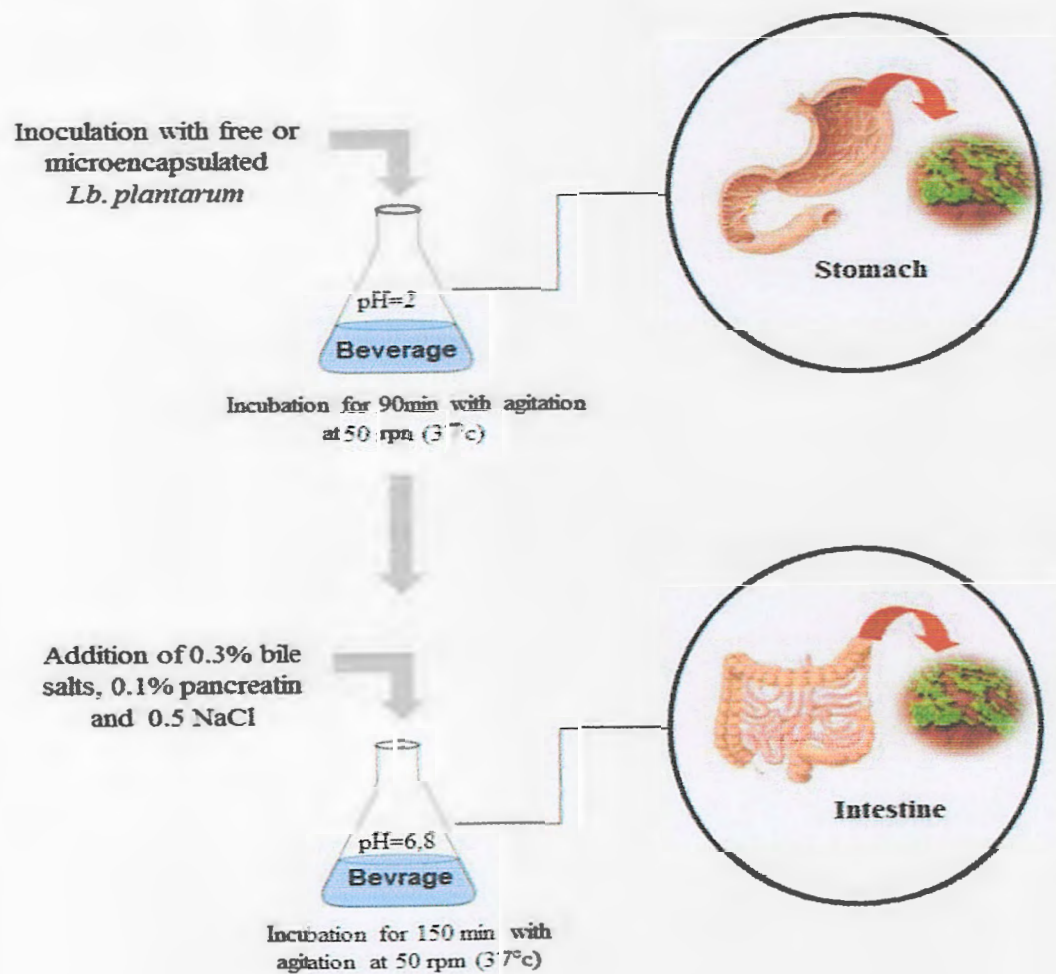 Inoculation with free or
microencapsulated
Lb. plantarum
pH=2
Beverage
Incubation for 90min with agitation
at 50 rpn (37°c)
Stomach
Addition of 0.3% bile
salts, 0.1% pancreatin
and 0.5 NaCl
pH=6,8
Bevrage
Incubation for 150 min with
agitation at 50 rpm (37°c)
Intestine